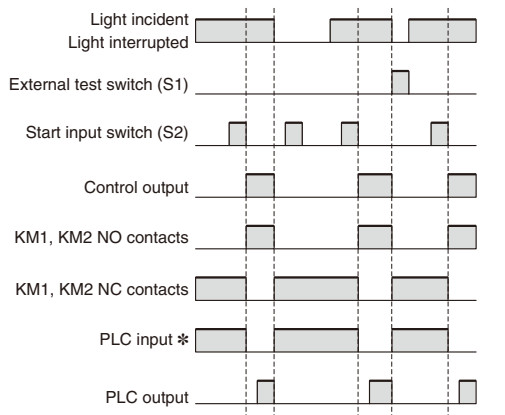 Light incident
Light interrupted
External test switch (S1)
Start input switch (S2)
Control output
KM1, KM2 NO contacts
KM1, KM2 NC contacts
PLC input ✻
PLC output